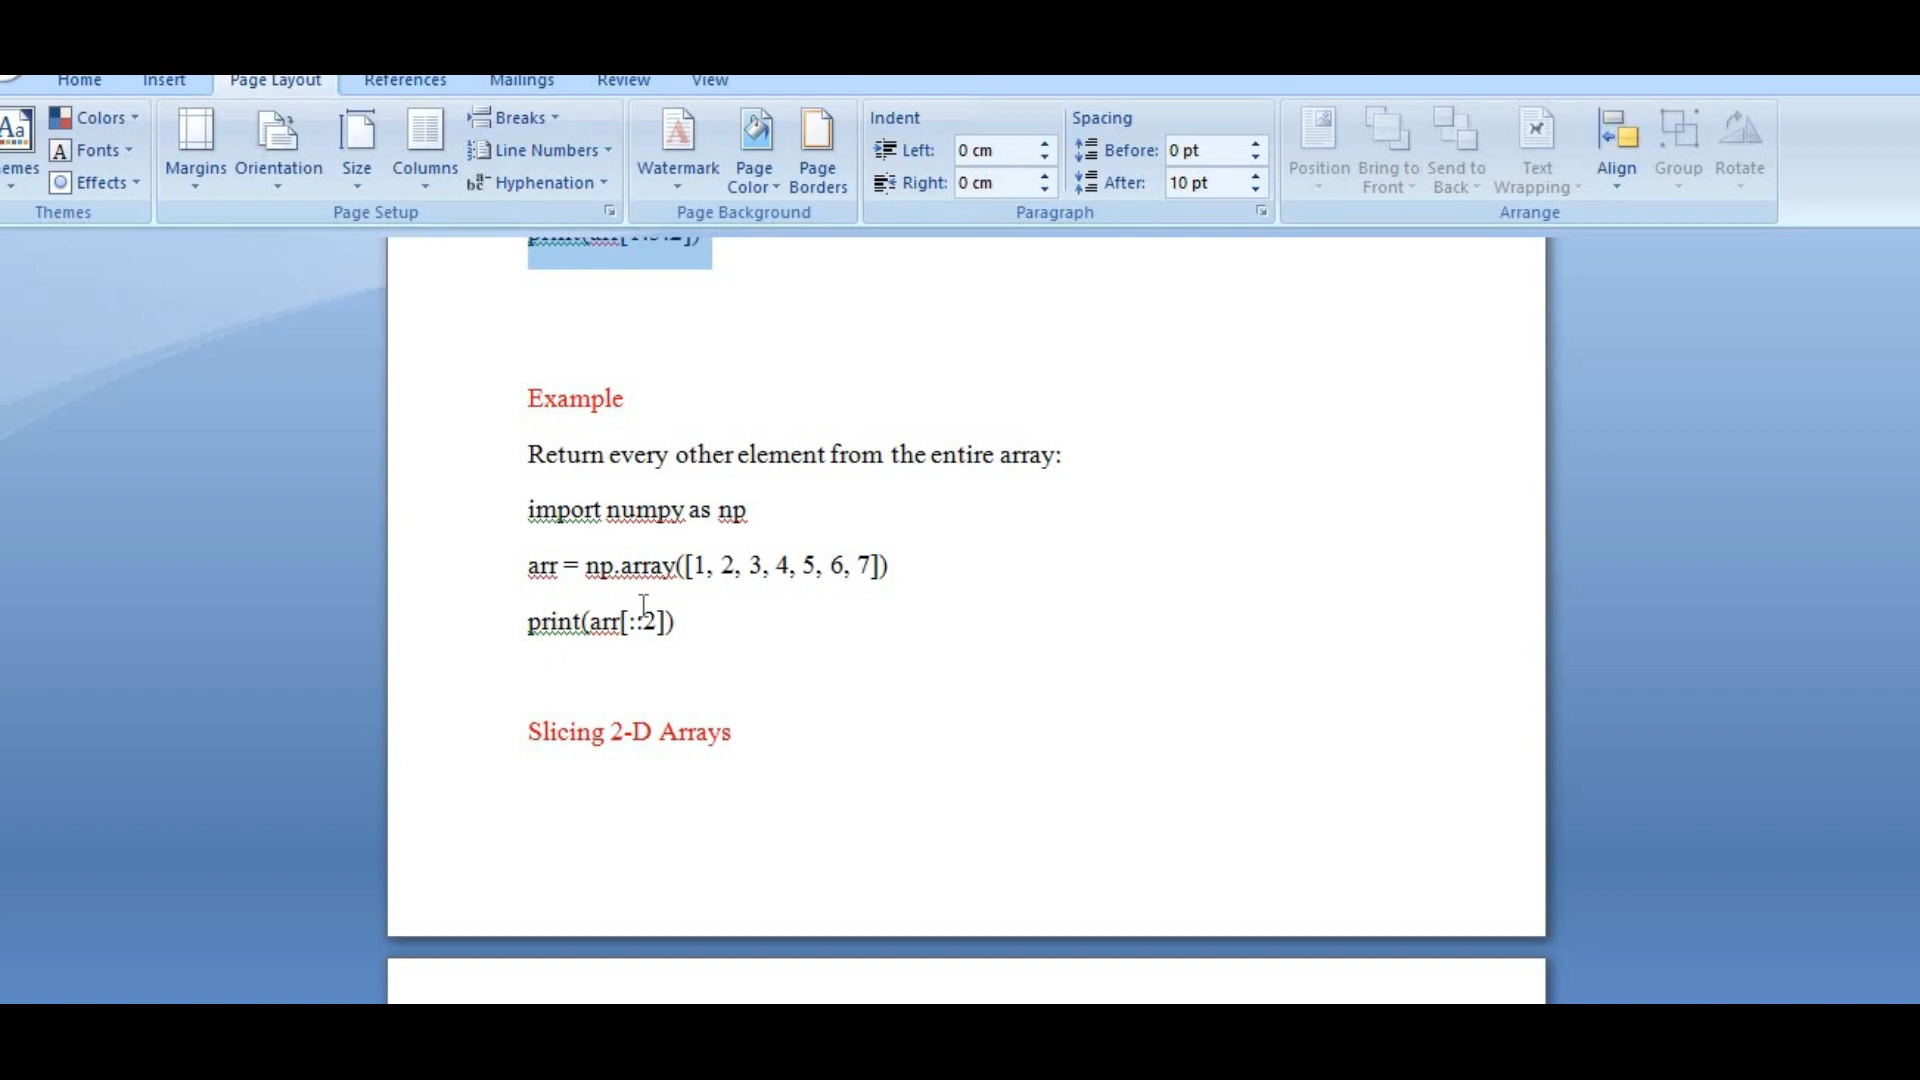 Home Insert Page Layout References Mailings Review View
Colors Margins Orientation Size Columns Breaks Watermark Page Color Page Borders Indent Spacing Position Bring to Front Send to Back Text Wrapping Align Group Rotate
Aa Fonts Line Numbers Left: 0 cm Before: 0 pt
Effects Hyphenation Right: 0 cm After: 10 pt
Themes Page Setup Page Background Paragraph Arrange
Example
Return every other element from the entire array:
import numpy as np
arr = np.array([1, 2, 3, 4, 5, 6, 7])
print(arr[::2])
Slicing 2-D Arrays